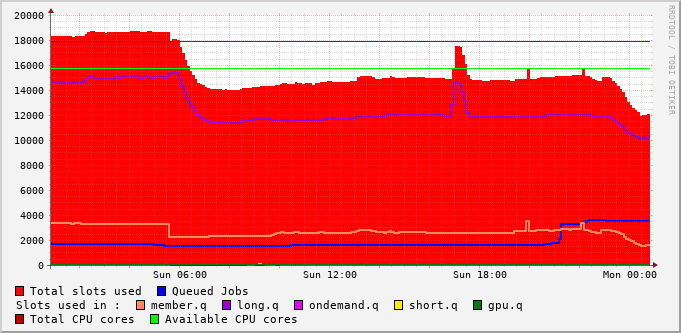 RRDTOOL / TOBI OETIKER
20000
18000
16000
14000
12000
10000
8000
6000
4000
2000
0
Sun 06:00 Sun 12:00 Sun 18:00 Mon 00:00
Total slots used Queued Jobs
Slots used in : member.q long.q ondemand.q short.q gpu.q
Total CPU cores Available CPU cores